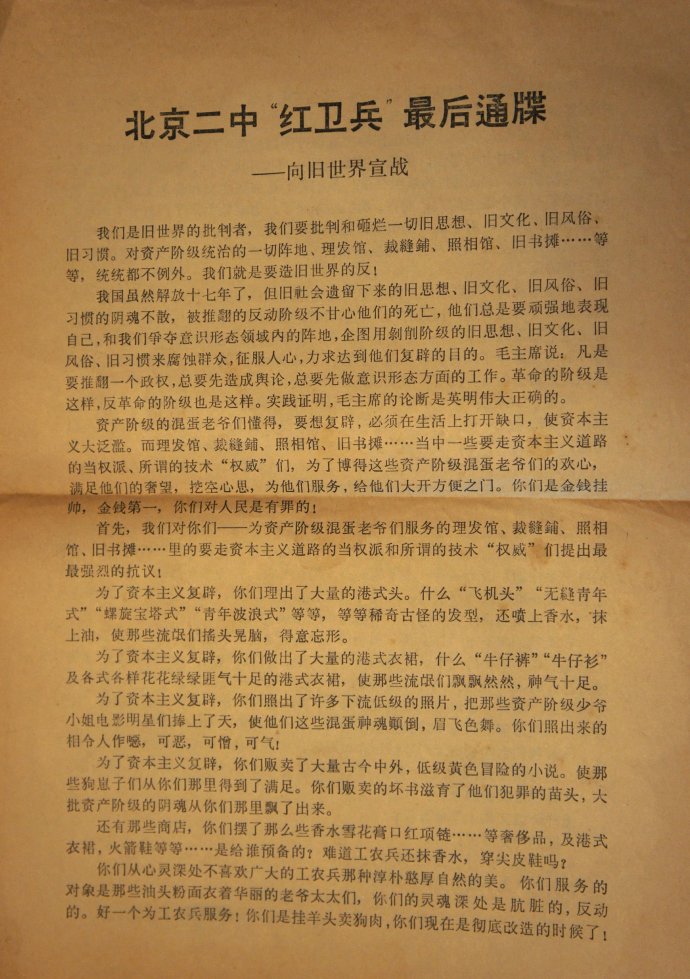 北京二中“红卫兵”最后通牒
——向旧世界宣战
我们是旧世界的批判者，我们要批判和砸烂一切旧思想、旧文化、旧风俗、
旧习惯。对资产阶级统治的一切阵地、理发馆、裁縫鋪、照相馆、旧书摊……等
等，统统都不例外。我们就是要造旧世界的反！
我国虽然解放十七年了，但旧社会遗留下来的旧思想、旧文化、旧风俗、旧
习惯的阴魂不散，被推翻的反动阶级不甘心他们的死亡，他们总是要顽强地表现
自己，和我们爭夺意识形态领域内的阵地，企图用剝削阶级的旧思想、旧文化、旧
风俗、旧习惯来腐蚀群众，征服人心，力求达到他们复辟的目的。毛主席说：凡是
要推翻一个政权，总要先造成舆论，总要先做意识形态方面的工作。革命的阶级是
这样，反革命的阶级也是这样。实践证明，毛主席的论断是英明伟大正确的。
资产阶级的混蛋老爷们懂得，要想复辟，必须在生活上打开缺口，使资本主
义大泛滥。而理发馆、裁縫鋪、照相馆、旧书摊……当中一些要走资本主义道路
的当权派、所谓的技术“权威”们，为了博得这些资产阶级混蛋老爷们的欢心，
满足他们的奢望，挖空心思，为他们服务，给他们大开方便之门。你们是金钱挂
帅，金钱第一，你们对人民是有罪的！
首先，我们对你们——为资产阶级混蛋老爷们服务的理发馆、裁縫鋪、照相
馆、旧书摊……里的要走资本主义道路的当权派和所谓的技术“权威”们提出最
最强烈的抗议！
为了资本主义复辟，你们理出了大量的港式头。什么“飞机头”“无縫青年
式”“螺旋宝塔式”“青年波浪式”等等，等等稀奇古怪的发型，还喷上香水，抹
上油，使那些流氓们搖头晃脑，得意忘形。
为了资本主义复辟，你们做出了大量的港式衣裙，什么“牛仔裤”“牛仔衫”
及各式各样花花绿绿匪气十足的港式衣裙，使那些流氓们飘飘然然，神气十足。
为了资本主义复辟，你们照出了许多下流低级的照片，把那些资产阶级少爷
小姐电影明星们捧上了天，使他们这些混蛋神魂颠倒，眉飞色舞。你们照出来的
相令人作噁，可恶，可憎，可气！
为了资本主义复辟，你们贩卖了大量古今中外，低级黄色冒险的小说。使那
些狗崽子们从你们那里得到了满足。你们贩卖的坏书滋育了他们犯罪的苗头，大
批资产阶级的阴魂从你们那里飘了出来。
还有那些商店，你们摆了那么些香水雪花膏口红项链……等奢侈品，及港式
衣裙，火箭鞋等等……是给谁预备的？难道工农兵还抹香水，穿尖皮鞋吗？
你们从心灵深处不喜欢广大的工农兵那种淳朴憨厚自然的美。你们服务的
对象是那些油头粉面衣着华丽的老爷太太们，你们的灵魂深处是肮脏的，反动
的。好一个为工农兵服务！你们是挂羊头卖狗肉，你们现在是彻底改造的时候了！